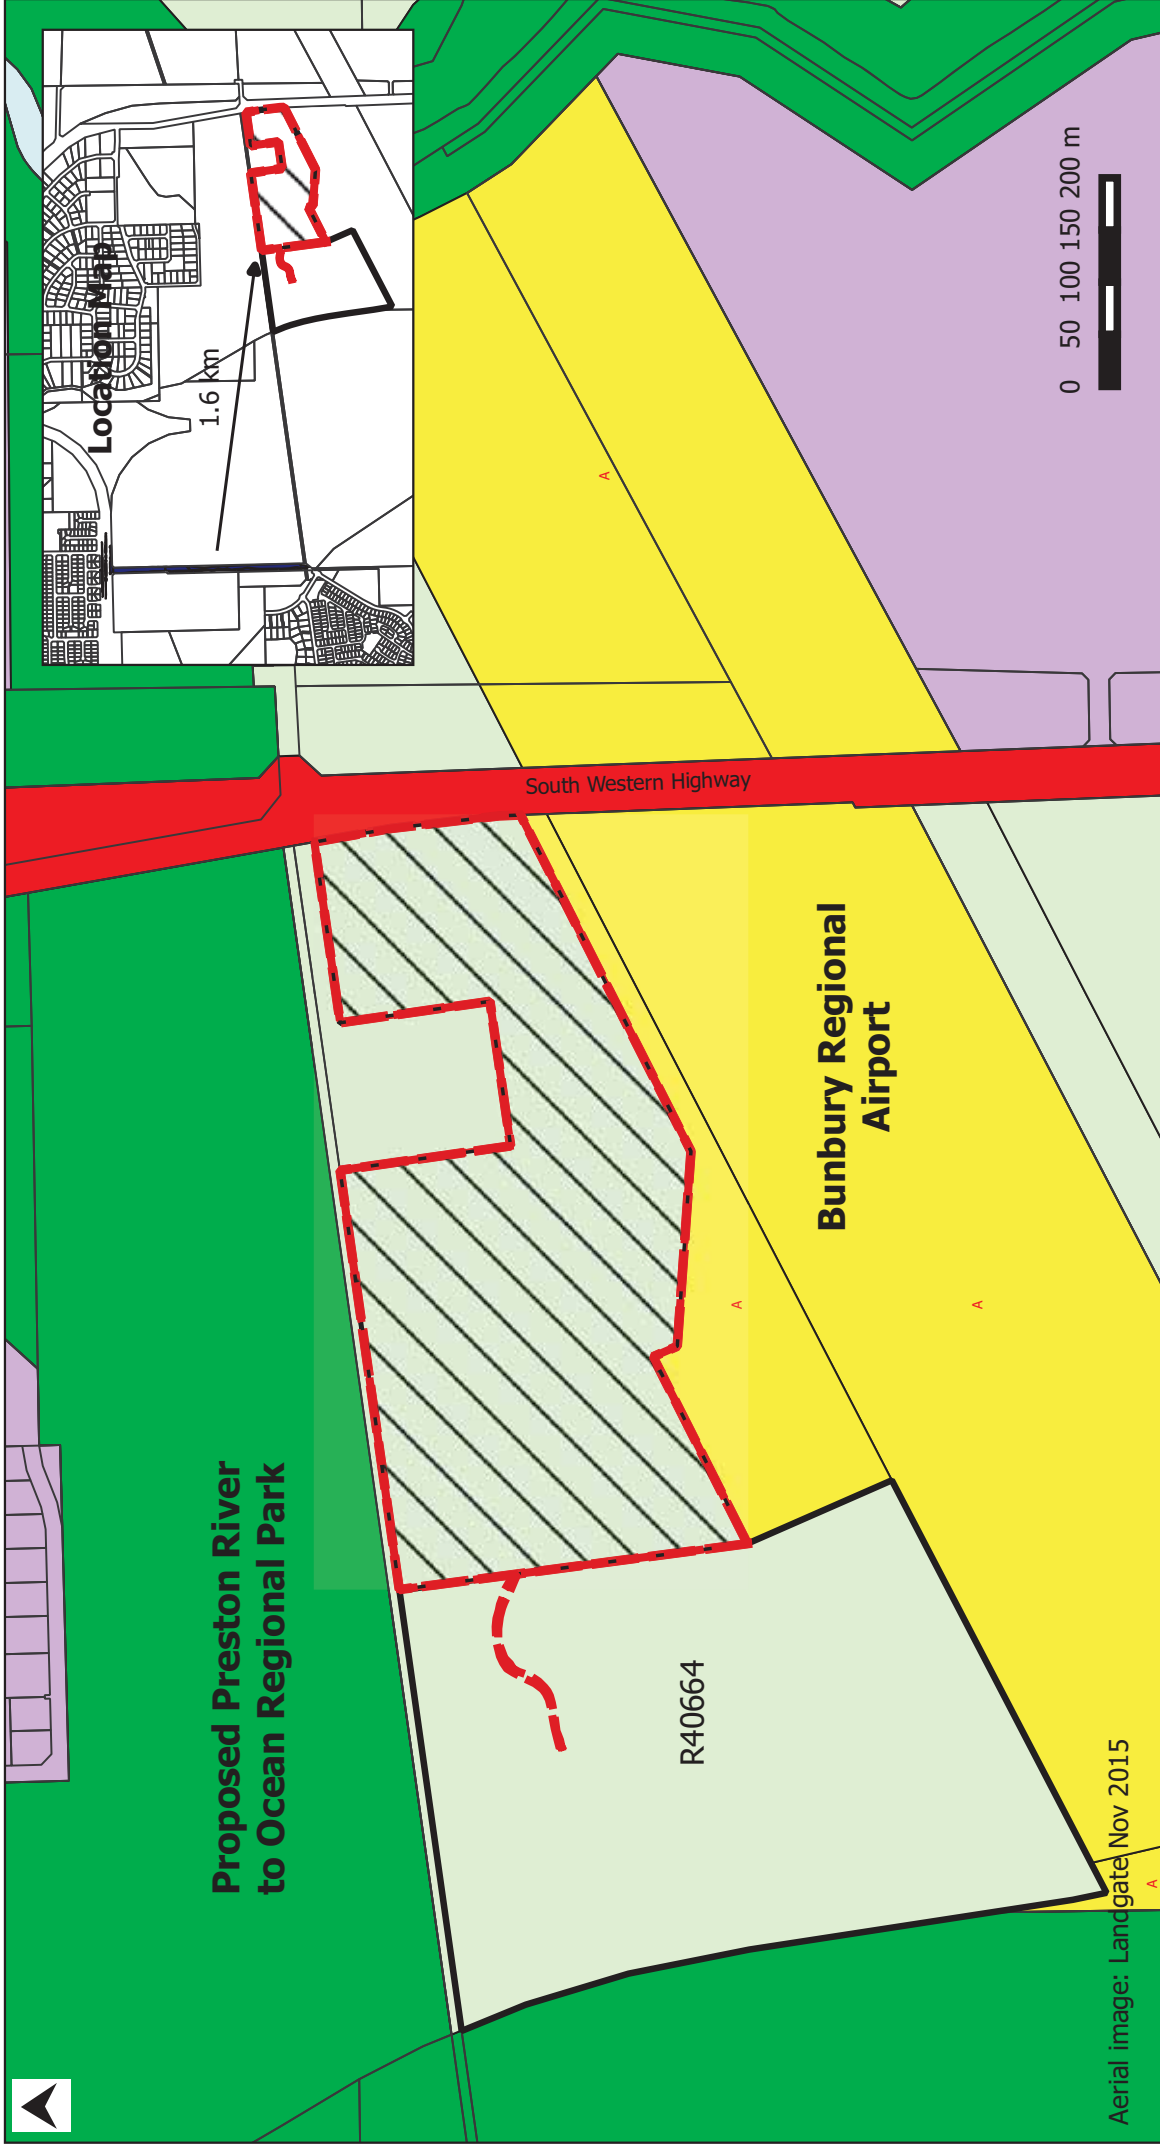 Location Map
1.6 km
South Western Highway
A
Proposed Preston River
to Ocean Regional Park
Bunbury Regional
Airport
A
A
R40664
A
0 50 100 150 200 m
Aerial image: Landgate Nov 2015